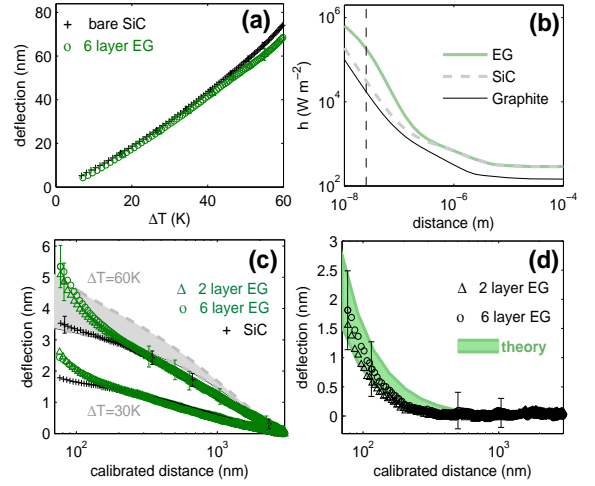 (a)
+ bare SiC
o 6 layer EG
80
60
40
20
0
0 20 40 60
deflection (nm)
ΔT (K)
(b)
EG
SiC
Graphite
10^6
10^4
10^2
10^-8 10^-6 10^-4
h (W m^-2)
distance (m)
(c)
ΔT=60K
Δ 2 layer EG
o 6 layer EG
+ SiC
ΔT=30K
6
5
4
3
2
1
0
10^2 10^3
deflection (nm)
calibrated distance (nm)
(d)
Δ 2 layer EG
o 6 layer EG
theory
3
2.5
2
1.5
1
0.5
0
10^2 10^3
deflection (nm)
calibrated distance (nm)